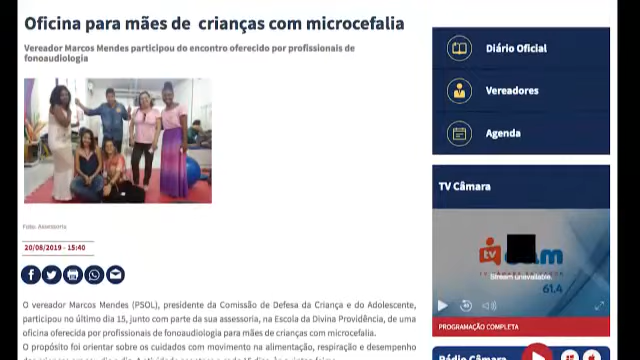 Oficina para mães de crianças com microcefalia
Vereador Marcos Mendes participou do encontro oferecido por profissionais de
fonoaudiologia
Foto: Assessoria
20/08/2019 - 15:40
O vereador Marcos Mendes (PSOL), presidente da Comissão de Defesa da Criança e do Adolescente,
participou no último dia 15, junto com parte da sua assessoria, na Escola da Divina Providência, de uma
oficina oferecida por profissionais de fonoaudiologia para mães de crianças com microcefalia.
O propósito foi orientar sobre os cuidados com movimento na alimentação, respiração e desempenho
Diário Oficial
Vereadores
Agenda
TV Câmara
tv
Stream unavailable.
61.4
PROGRAMAÇÃO COMPLETA
Rádio Câmara